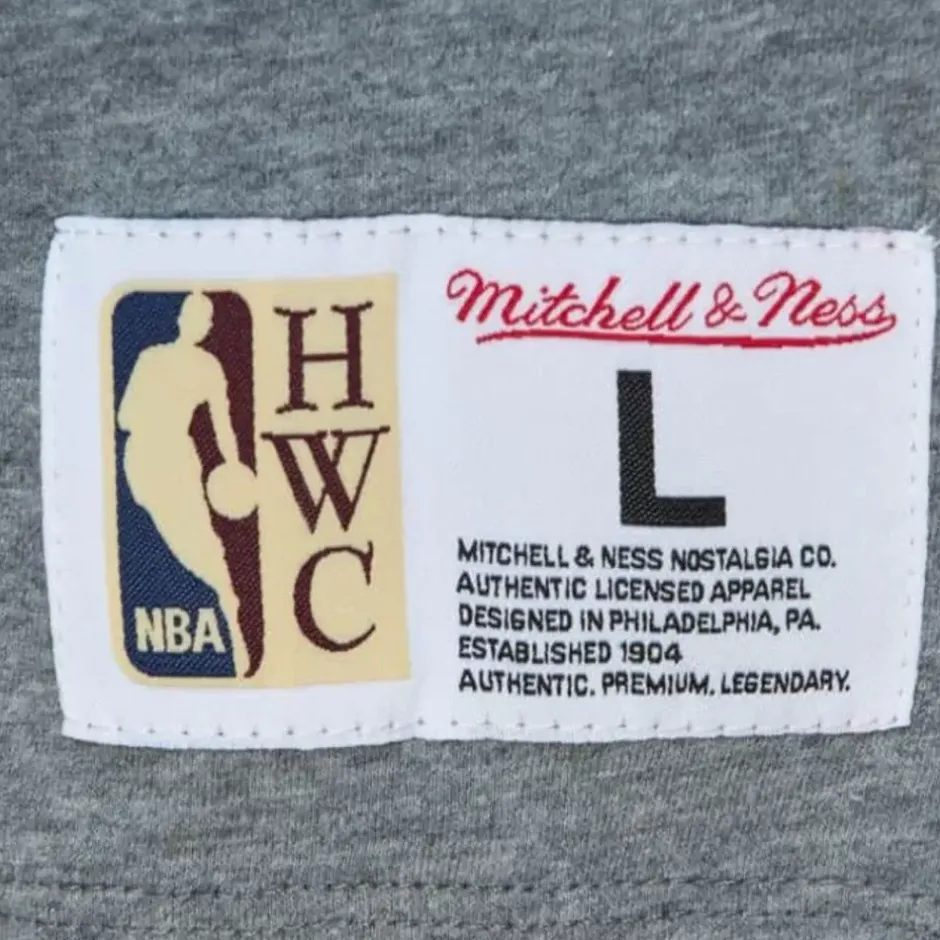 NBA
H
W
C
Mitchell & Ness
L
MITCHELL & NESS NOSTALGIA CO.
AUTHENTIC LICENSED APPAREL
DESIGNED IN PHILADELPHIA, PA.
ESTABLISHED 1904
AUTHENTIC. PREMIUM. LEGENDARY.